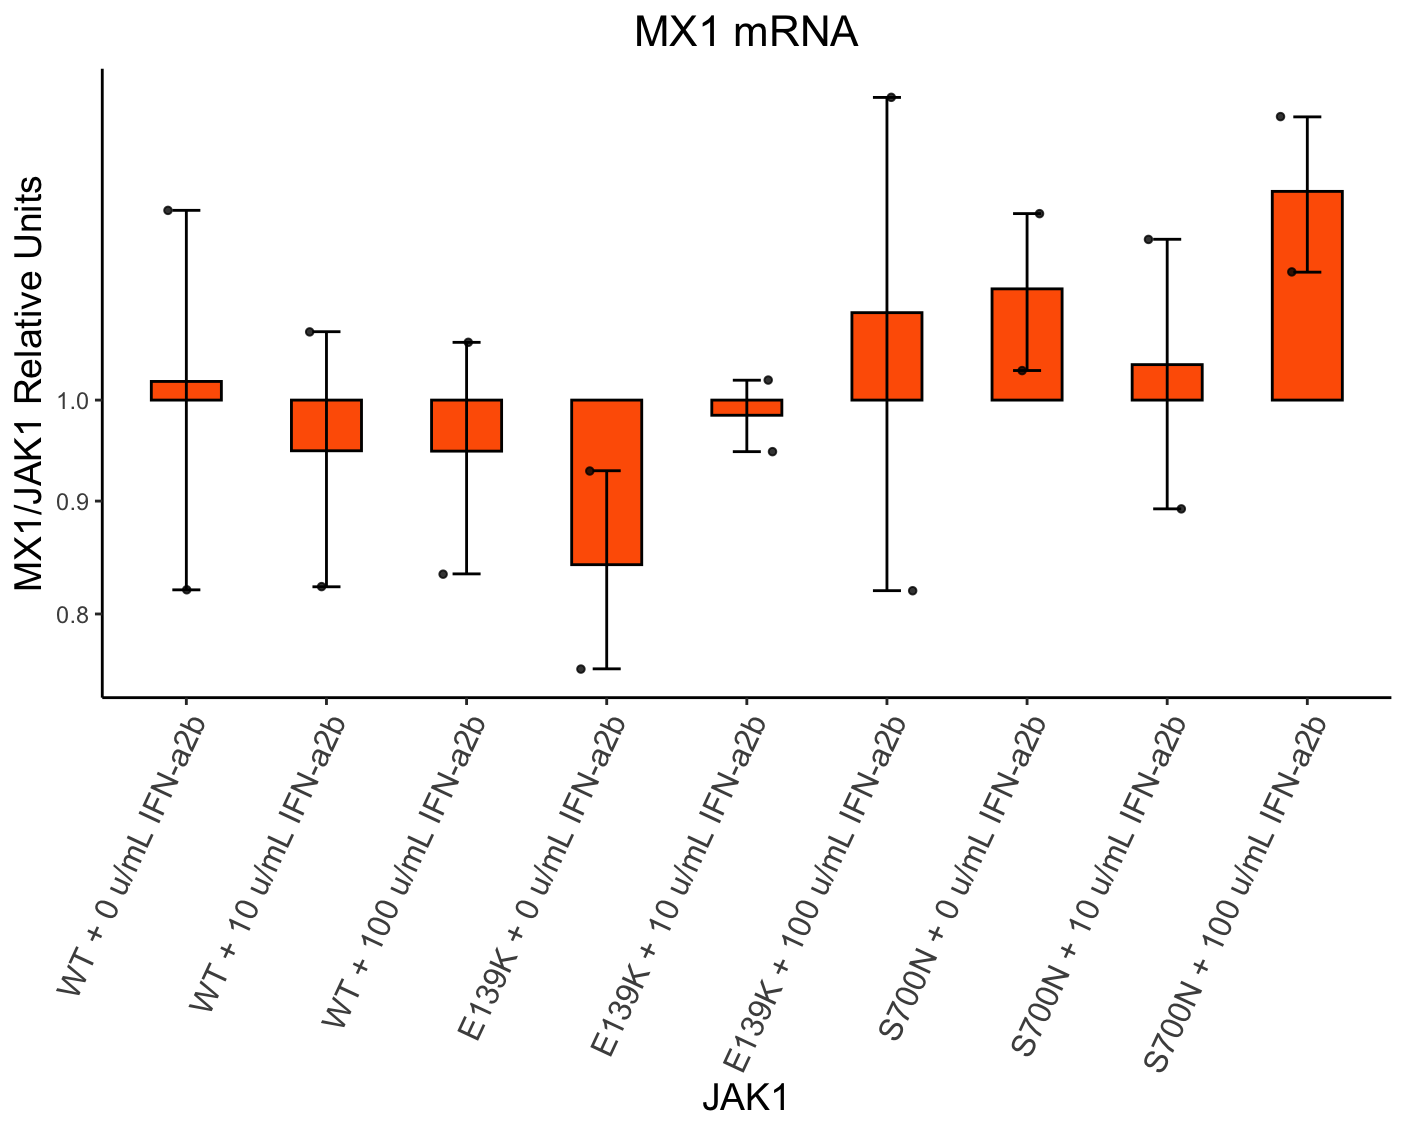 MX1 mRNA
MX1/JAK1 Relative Units
1.0
0.9
0.8
WT + 0 u/mL IFN-a2b
WT + 10 u/mL IFN-a2b
WT + 100 u/mL IFN-a2b
E139K + 0 u/mL IFN-a2b
E139K + 10 u/mL IFN-a2b
E139K + 100 u/mL IFN-a2b
S700N + 0 u/mL IFN-a2b
S700N + 10 u/mL IFN-a2b
S700N + 100 u/mL IFN-a2b
JAK1